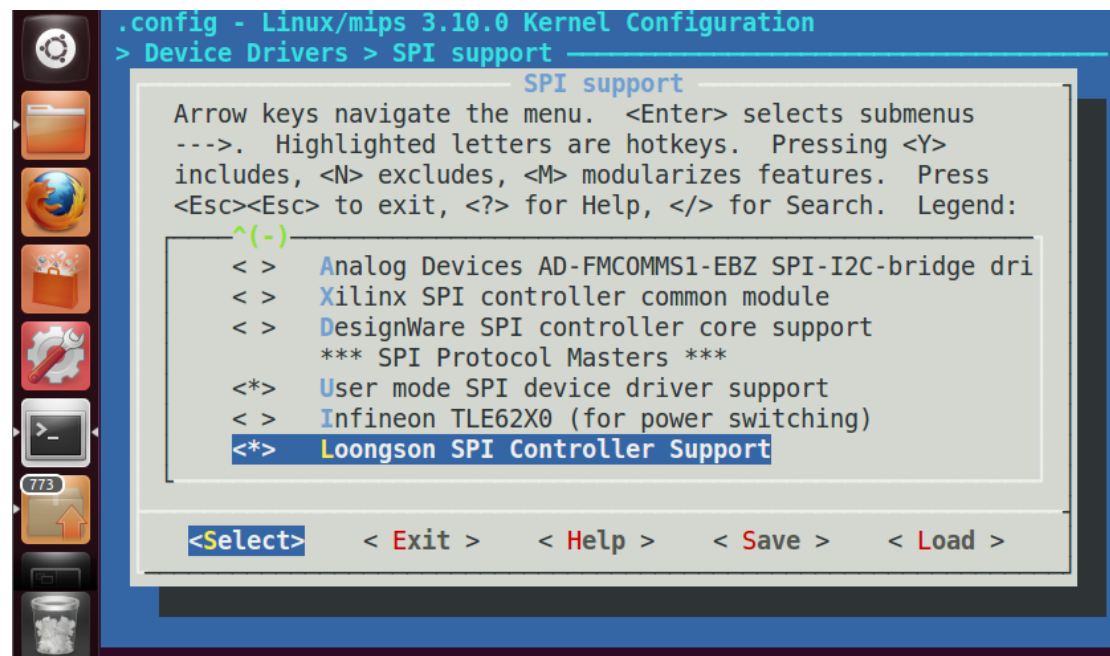 .config - Linux/mips 3.10.0 Kernel Configuration
> Device Drivers > SPI support
SPI support
Arrow keys navigate the menu.  <Enter> selects submenus
--->.  Highlighted letters are hotkeys.  Pressing <Y>
includes, <N> excludes, <M> modularizes features.  Press
<Esc><Esc> to exit, <?> for Help, </> for Search.  Legend:
^(-)
< >   Analog Devices AD-FMCOMMS1-EBZ SPI-I2C-bridge dri
< >   Xilinx SPI controller common module
< >   DesignWare SPI controller core support
*** SPI Protocol Masters ***
<*>   User mode SPI device driver support
< >   Infineon TLE62X0 (for power switching)
<*>   Loongson SPI Controller Support
>_
773
<Select>    < Exit >    < Help >    < Save >    < Load >